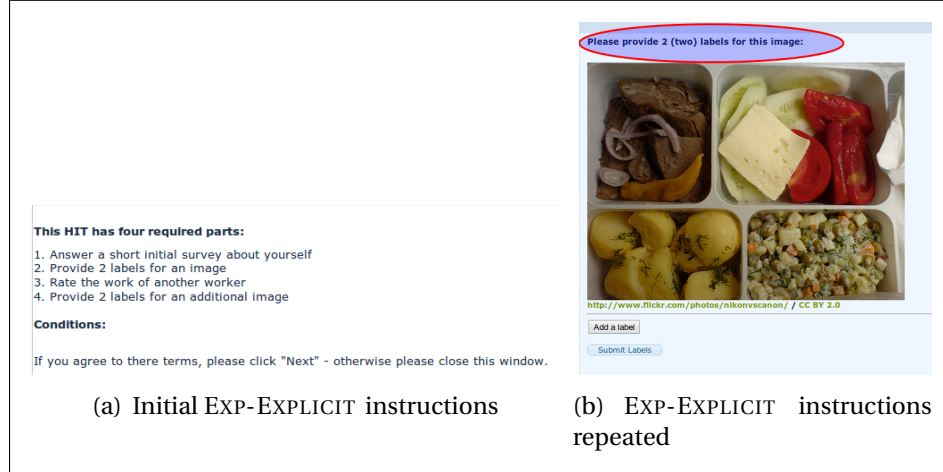 This HIT has four required parts:
1. Answer a short initial survey about yourself
2. Provide 2 labels for an image
3. Rate the work of another worker
4. Provide 2 labels for an additional image
Conditions:
If you agree to there terms, please click "Next" - otherwise please close this window.
(a) Initial EXP-EXPLICIT instructions
Please provide 2 (two) labels for this image:
http://www.flickr.com/photos/nikonvscanon/ / CC BY 2.0
Add a label
Submit Labels
(b) EXP-EXPLICIT instructions
repeated